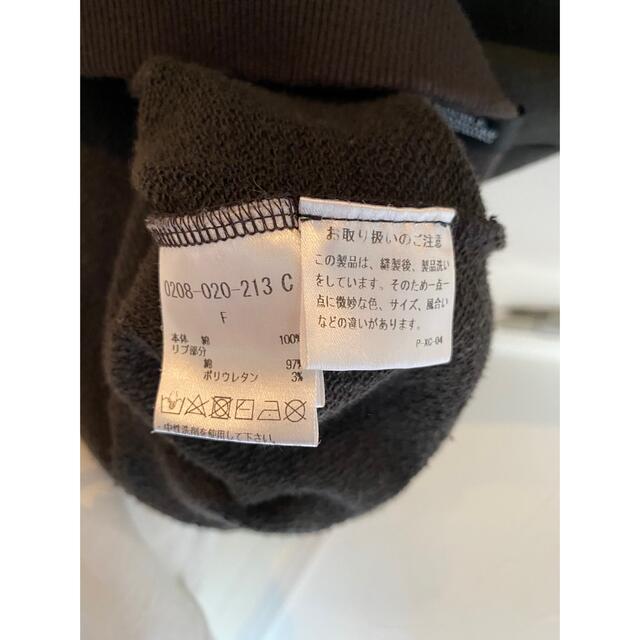 0208-020-213 C
F
本体 綿 100%
リブ部分
綿 97%
ポリウレタン 3%
・中性洗剤を使用して下さい。
お取り扱いのご注意
この製品は、縫製後、製品洗い
をしています。そのため一点一
点に微妙な色、サイズ、風合い
などの違いがあります。
P-XG-04